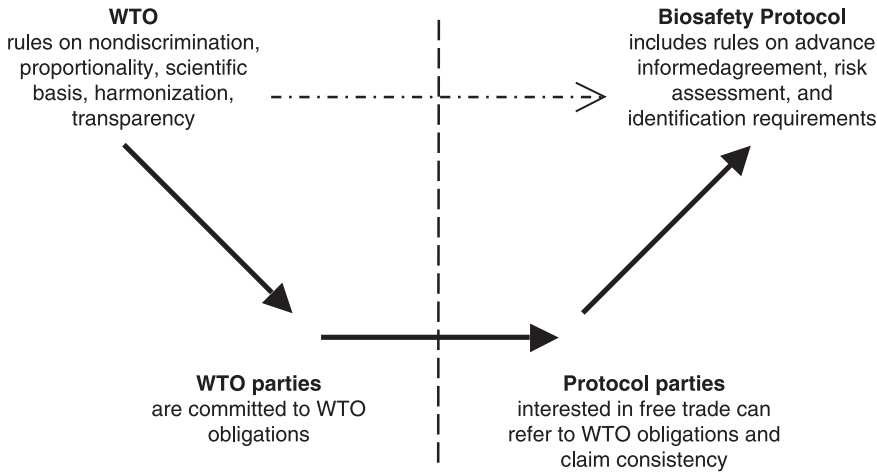 WTO
rules on nondiscrimination,
proportionality, scientific
basis, harmonization,
transparency
Biosafety Protocol
includes rules on advance
informedagreement, risk
assessment, and
identification requirements
WTO parties
are committed to WTO
obligations
Protocol parties
interested in free trade can
refer to WTO obligations and
claim consistency